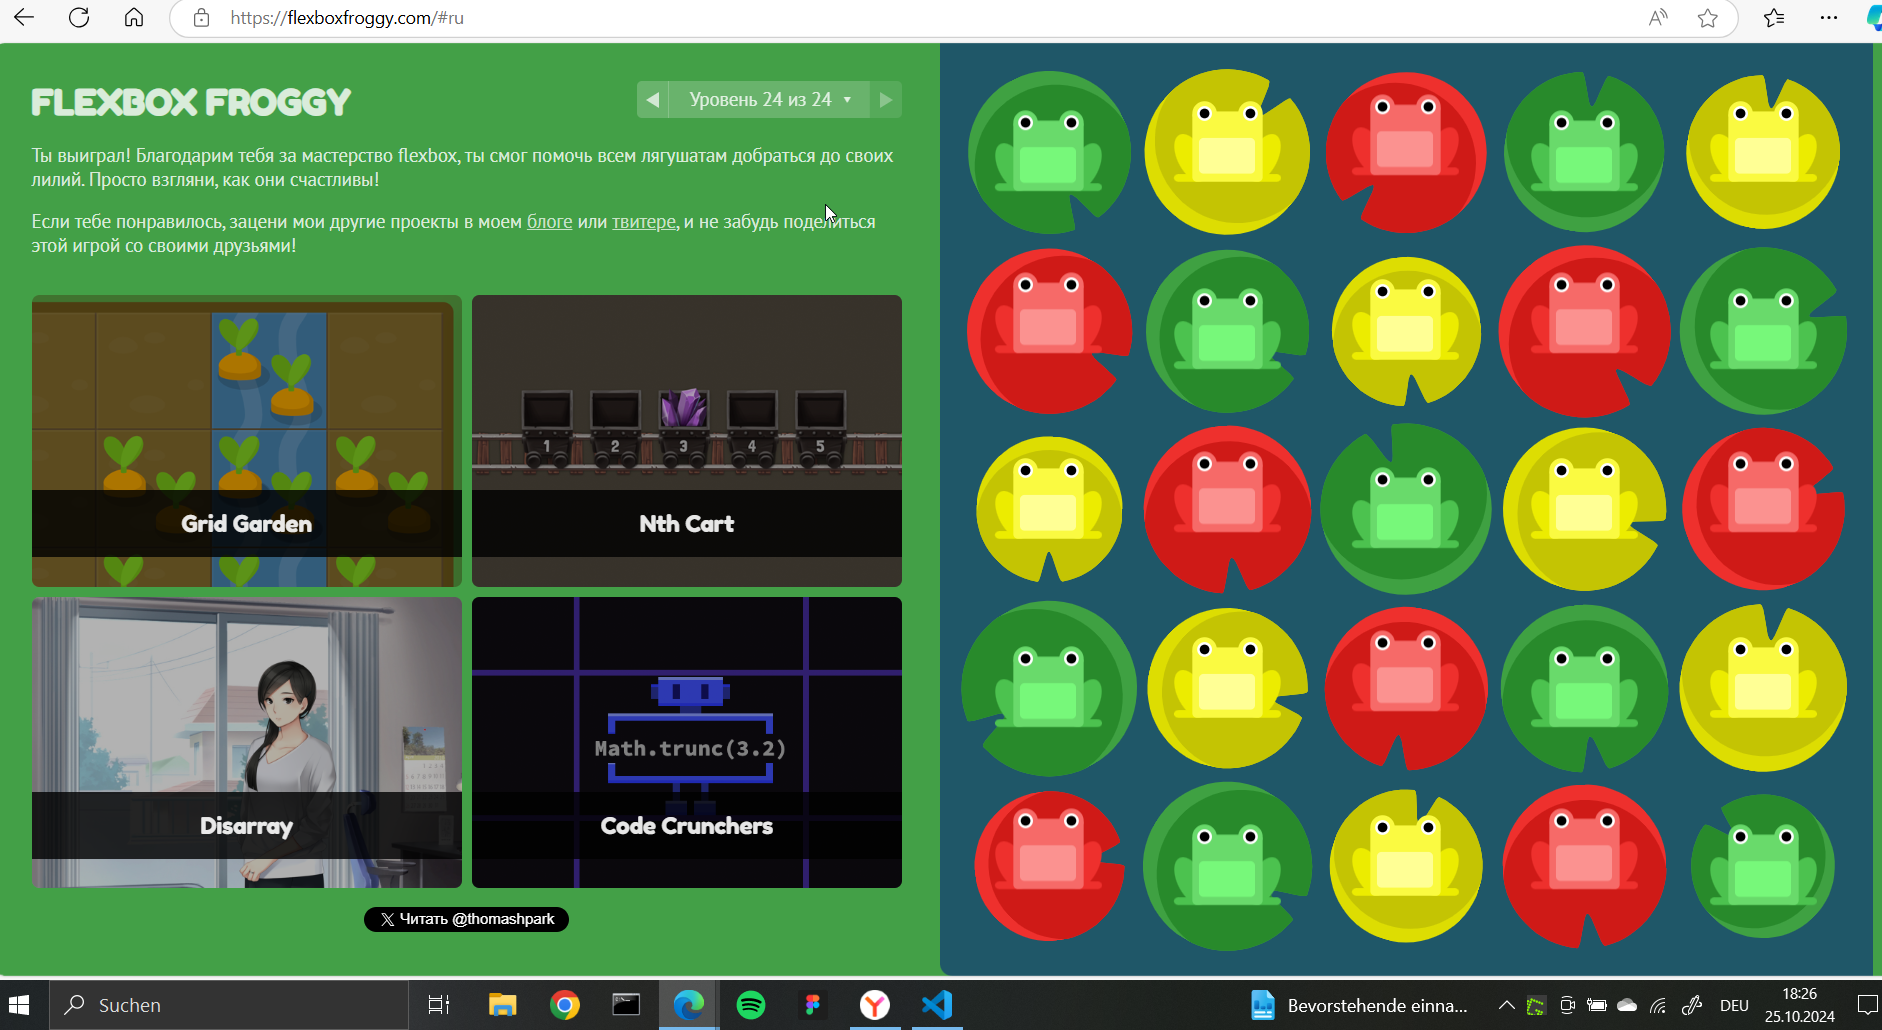 https://flexboxfroggy.com/#ru
FLEXBOX FROGGY
Уровень 24 из 24
Ты выиграл! Благодарим тебя за мастерство flexbox, ты смог помочь всем лягушатам добраться до своих
лилий. Просто взгляни, как они счастливы!
Если тебе понравилось, зацени мои другие проекты в моем блоге или твитере, и не забудь поделиться
этой игрой со своими друзьями!
1 2 3 4 5
Grid Garden
Nth Cart
Math.trunc(3.2)
Disarray
Code Crunchers
Читать @thomashpark
Suchen
Bevorstehende einna...
DEU
18:26
25.10.2024